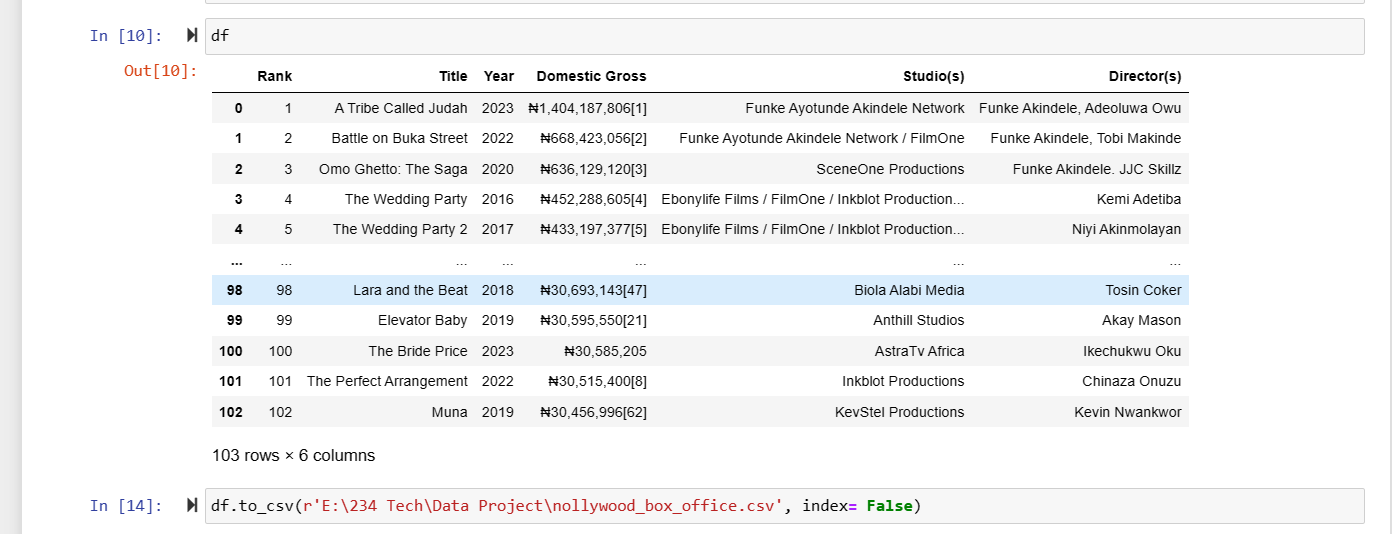 In [10]: df
Out[10]:
Rank Title Year Domestic Gross Studio(s) Director(s)
0 1 A Tribe Called Judah 2023 ₦1,404,187,806[1] Funke Ayotunde Akindele Network Funke Akindele, Adeoluwa Owu
1 2 Battle on Buka Street 2022 ₦668,423,056[2] Funke Ayotunde Akindele Network / FilmOne Funke Akindele, Tobi Makinde
2 3 Omo Ghetto: The Saga 2020 ₦636,129,120[3] SceneOne Productions Funke Akindele. JJC Skillz
3 4 The Wedding Party 2016 ₦452,288,605[4] Ebonylife Films / FilmOne / Inkblot Production... Kemi Adetiba
4 5 The Wedding Party 2 2017 ₦433,197,377[5] Ebonylife Films / FilmOne / Inkblot Production... Niyi Akinmolayan
... ... ... ... ... ... ...
98 98 Lara and the Beat 2018 ₦30,693,143[47] Biola Alabi Media Tosin Coker
99 99 Elevator Baby 2019 ₦30,595,550[21] Anthill Studios Akay Mason
100 100 The Bride Price 2023 ₦30,585,205 AstraTv Africa Ikechukwu Oku
101 101 The Perfect Arrangement 2022 ₦30,515,400[8] Inkblot Productions Chinaza Onuzu
102 102 Muna 2019 ₦30,456,996[62] KevStel Productions Kevin Nwankwor
103 rows × 6 columns
In [14]: df.to_csv(r'E:\234 Tech\Data Project\nollywood_box_office.csv', index= False)